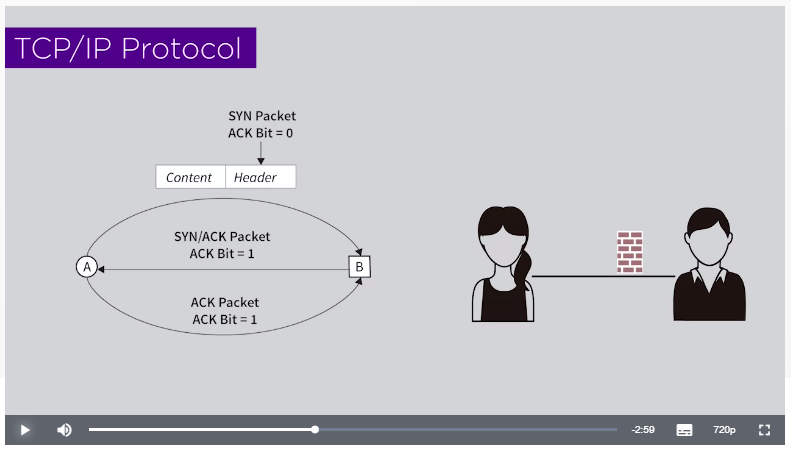 TCP/IP Protocol
SYN Packet
ACK Bit = 0
Content Header
SYN/ACK Packet
ACK Bit = 1
A
B
ACK Packet
ACK Bit = 1
-2:59
720p